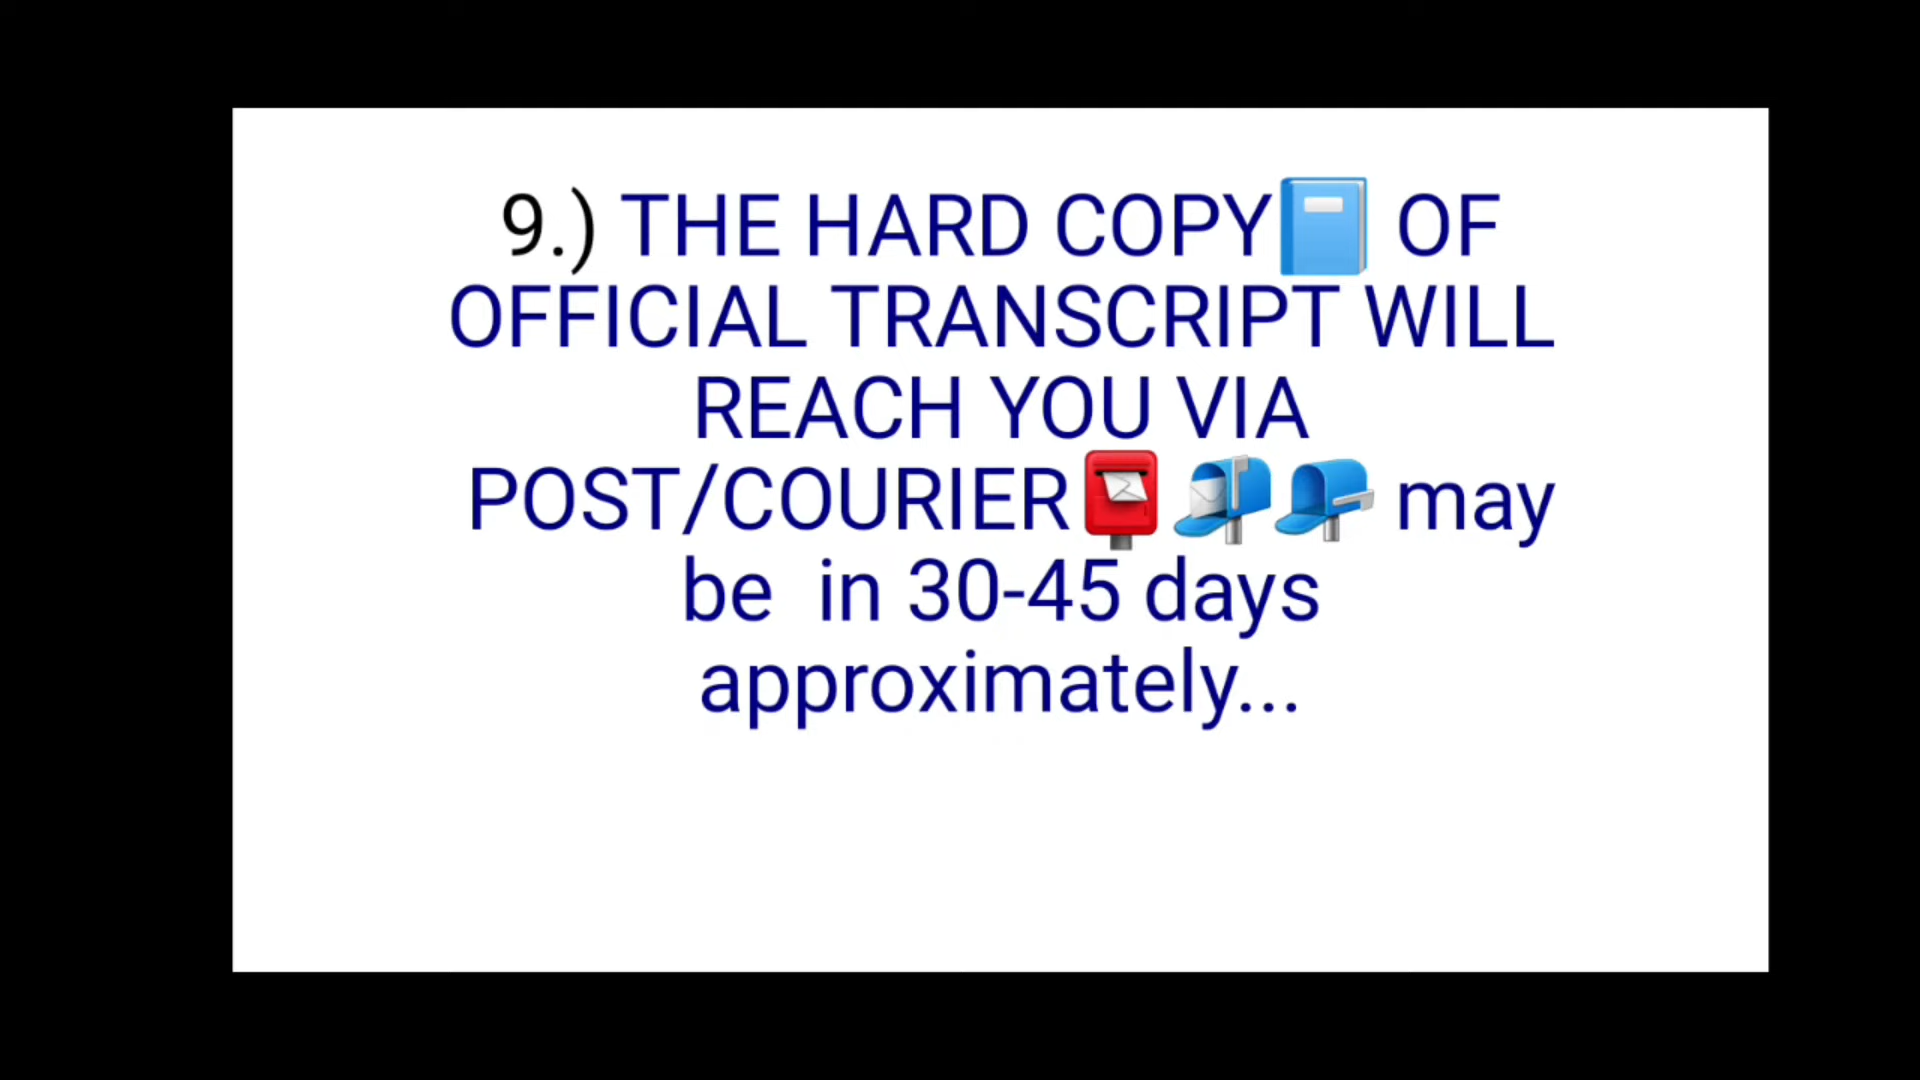 9.) THE HARD COPY📘 OF
OFFICIAL TRANSCRIPT WILL
REACH YOU VIA
POST/COURIER📮📬📪 may
be  in 30-45 days
approximately...